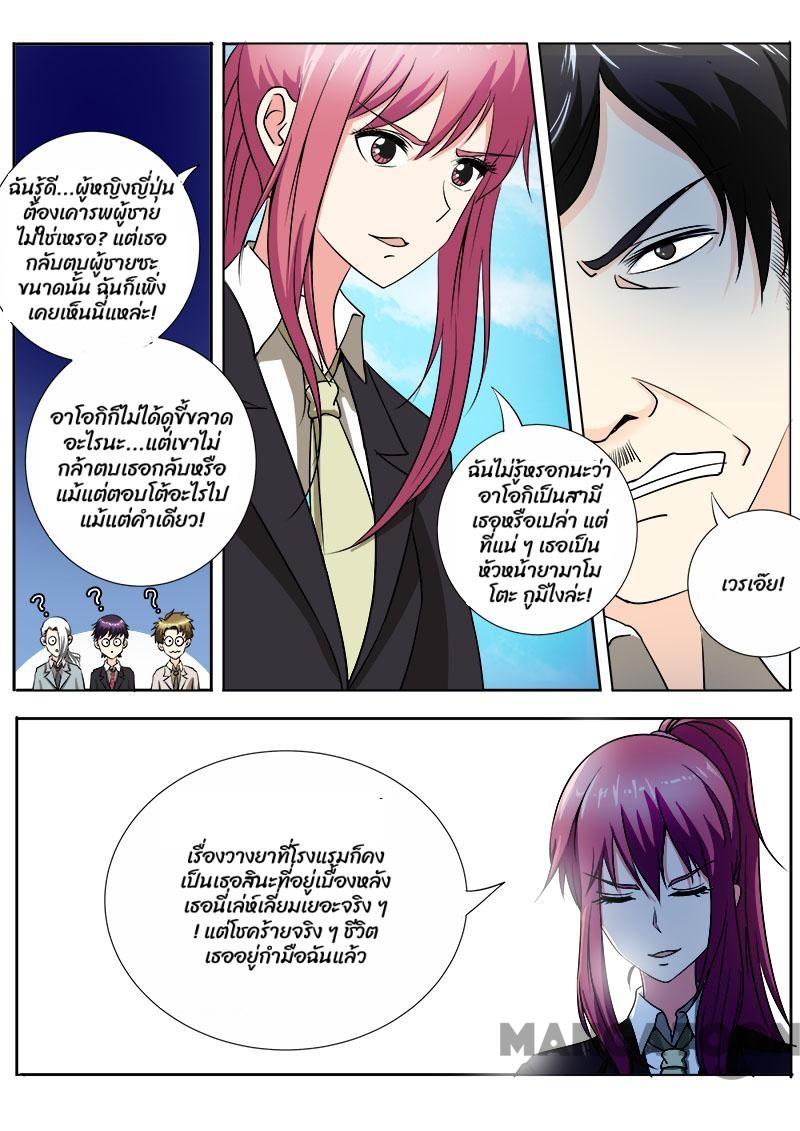 ฉันรู้ดี...ผู้หญิงญี่ปุ่น
ต้องเคารพผู้ชาย
ไม่ใช่เหรอ? แต่เธอ
กลับตบผู้ชายซะ
ขนาดนั้น ฉันก็เพิ่ง
เคยเห็นนี่แหล่ะ!
อาโอกิก็ไม่ได้ดูขี้ขลาด
อะไรนะ...แต่เขาไม่
กล้าตบเธอกลับหรือ
แม้แต่ตอบโต้อะไรไป
แม้แต่คำเดียว!
? ? ?
ฉันไม่รู้หรอกนะว่า
อาโอกิเป็นสามี
เธอหรือเปล่า แต่
ที่แน่ ๆ เธอเป็น
หัวหน้ายามาโม
โตะ กูมิไงล่ะ!
เวรเอ๊ย!
เรื่องวางยาที่โรงแรมก็คง
เป็นเธอสินะที่อยู่เบื้องหลัง
เธอนี่เล่ห์เลี่ยมเยอะจริง ๆ
! แต่โชคร้ายจริง ๆ ชีวิต
เธออยู่กำมือฉันแล้ว
MANGATOON